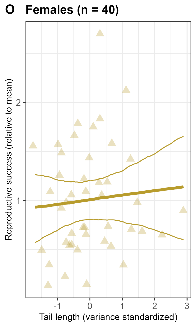 O Females (n = 40)
Reproductive success (relative to mean)
2
1
-1 0 1 2 3
Tail length (variance standardized)